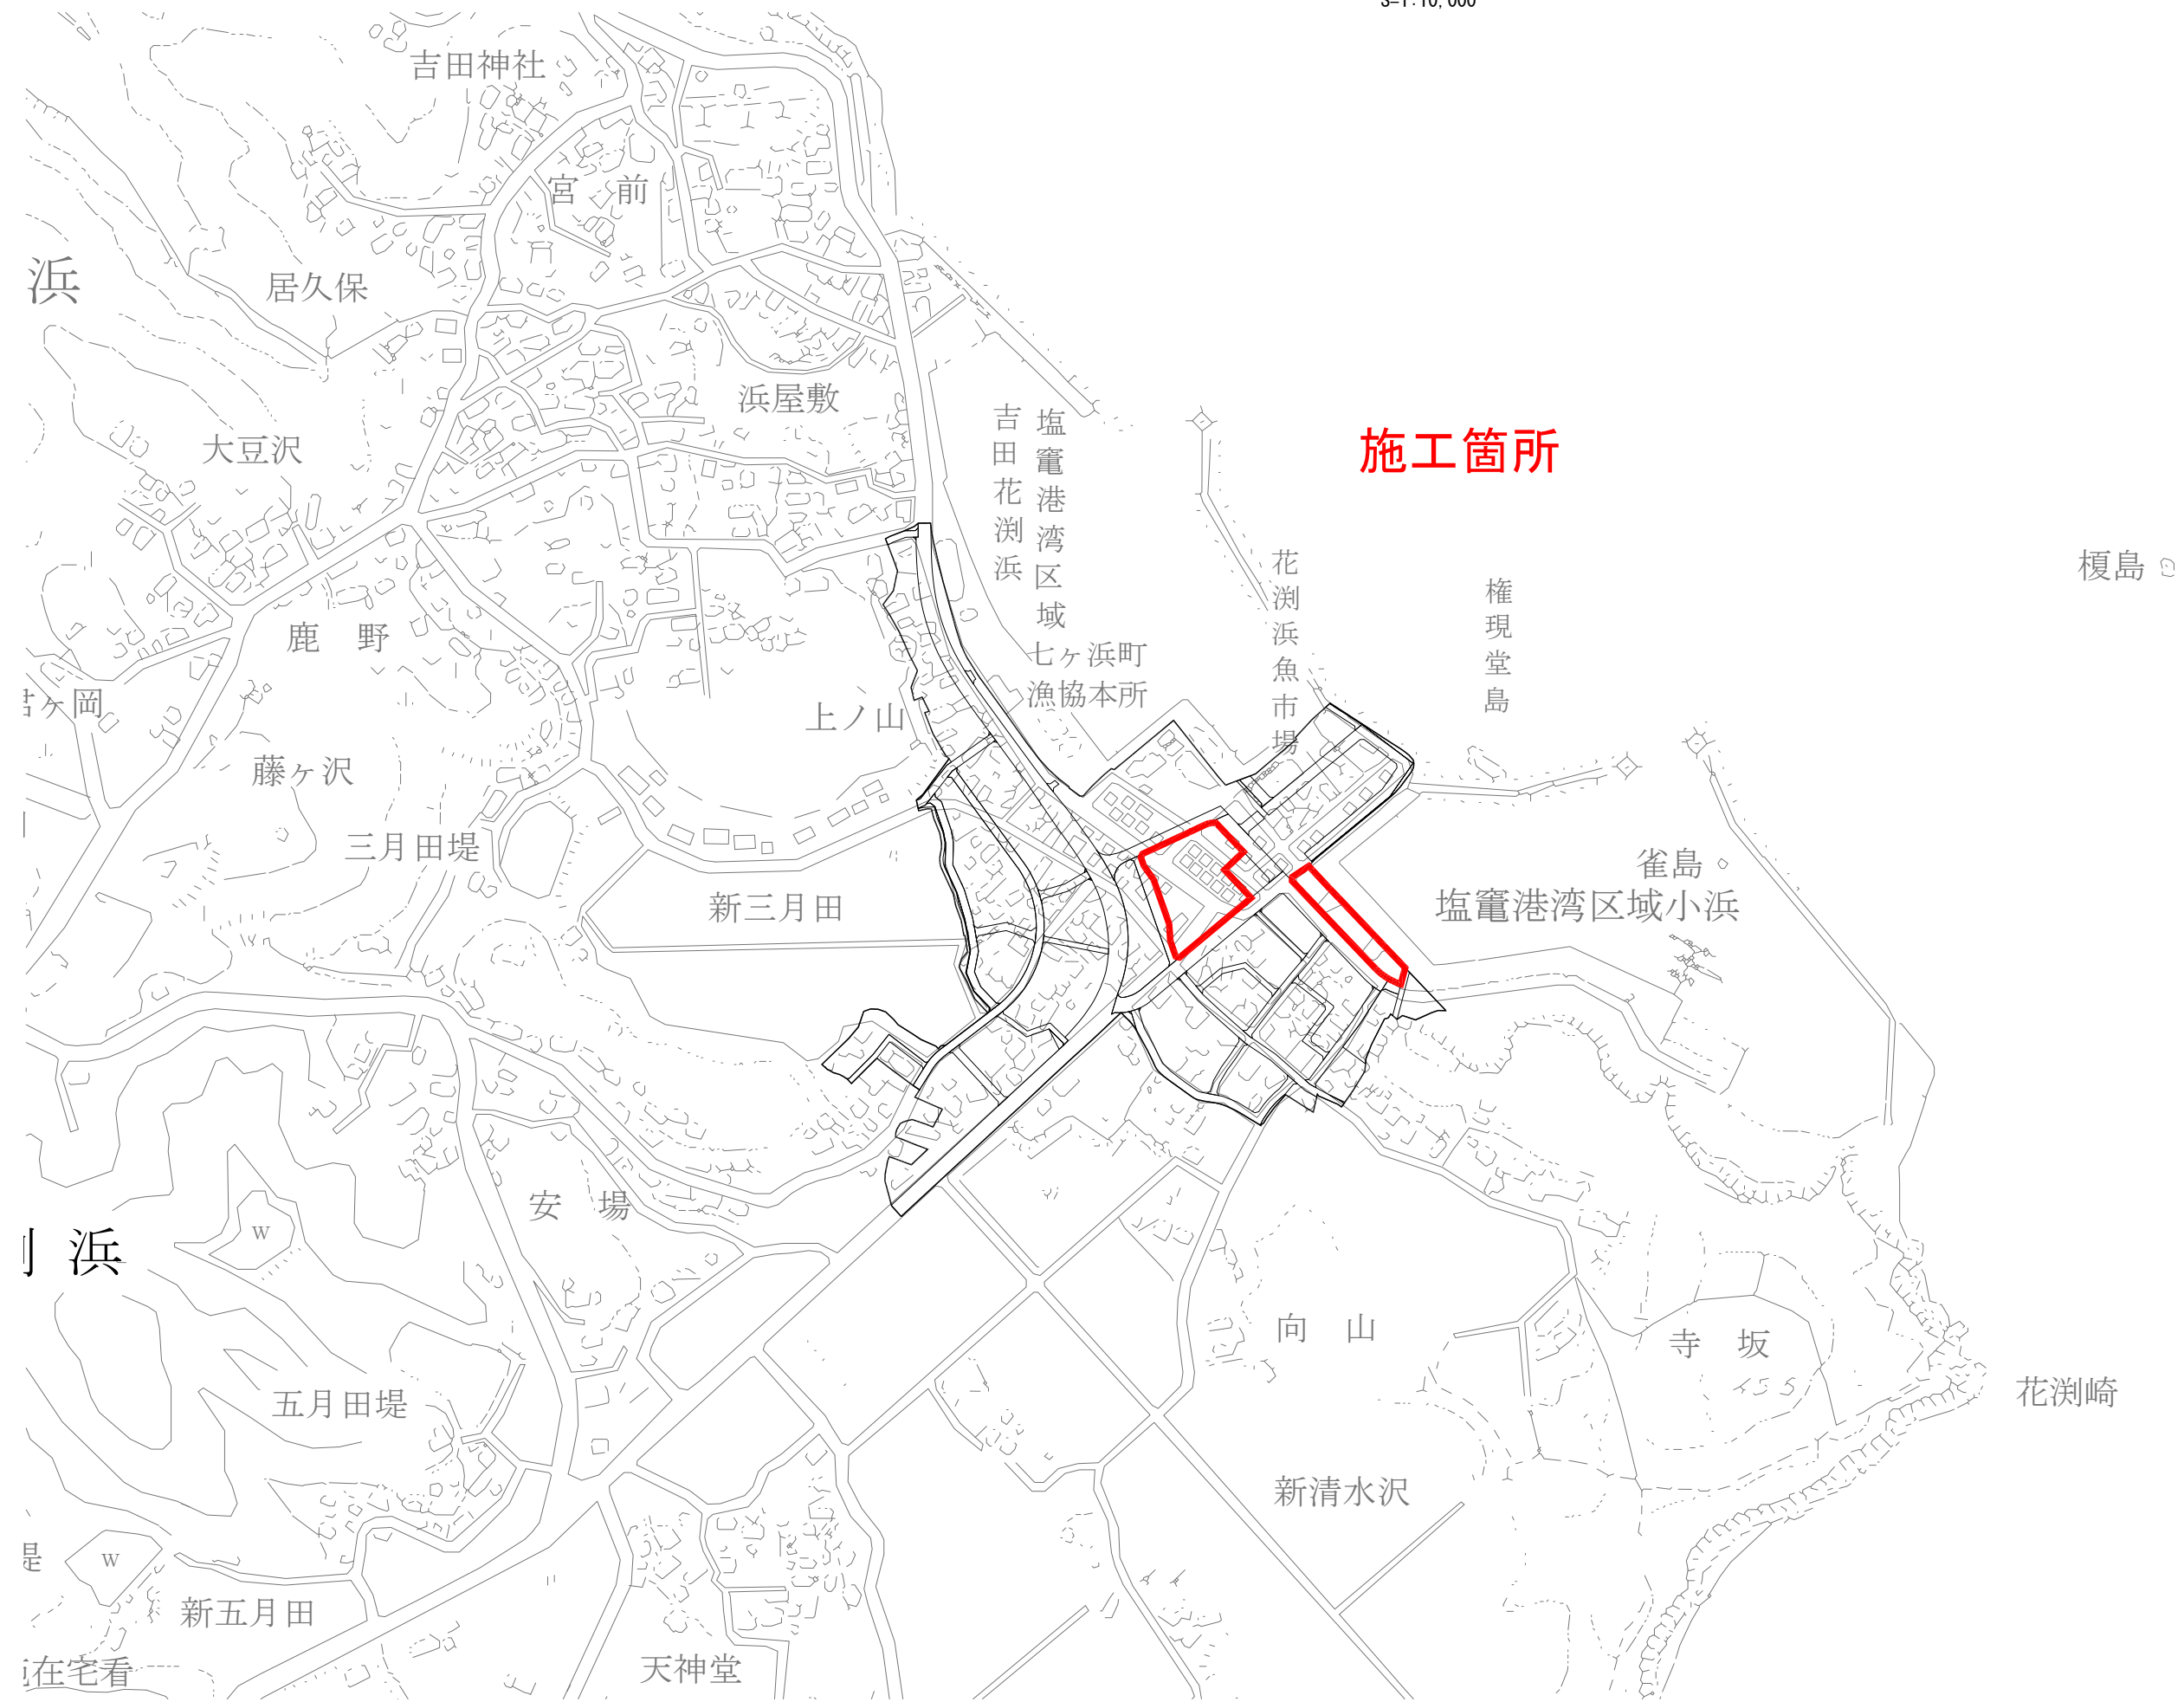 S=1:10,000
吉田神社
宮 前
浜
居久保
浜屋敷
大豆沢
吉田花渕浜
塩竈港湾区域
施工箇所
花渕浜魚市場
権現堂島
榎島
鹿 野
七ヶ浜町
漁協本所
ヶ岡
上ノ山
藤ヶ沢
三月田堤
雀島
新三月田
塩竈港湾区域小浜
安 場
W
浜
向 山
寺 坂
花渕崎
五月田堤
新清水沢
堤
W
新五月田
在宅看
天神堂